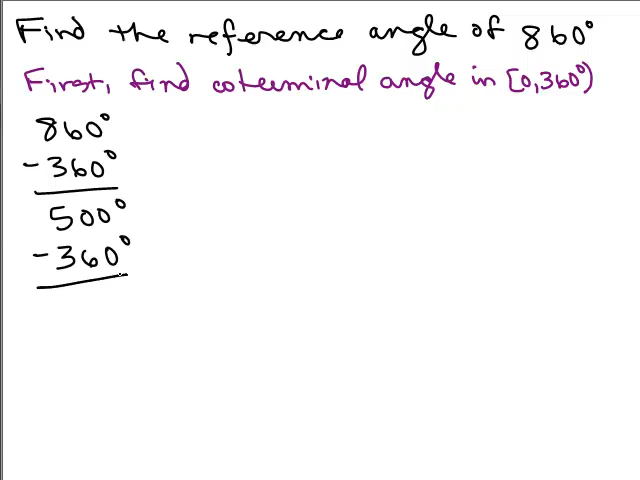 Find the reference angle of 860°
First, find coterminal angle in [0,360°)
860°
-360°
500°
-360°